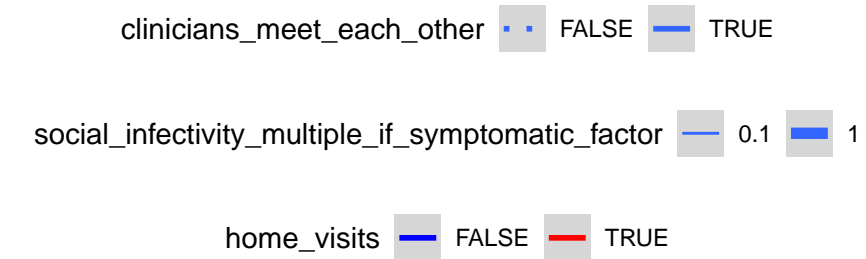 clinicians_meet_each_other FALSE TRUE
social_infectivity_multiple_if_symptomatic_factor 0.1 1
home_visits FALSE TRUE